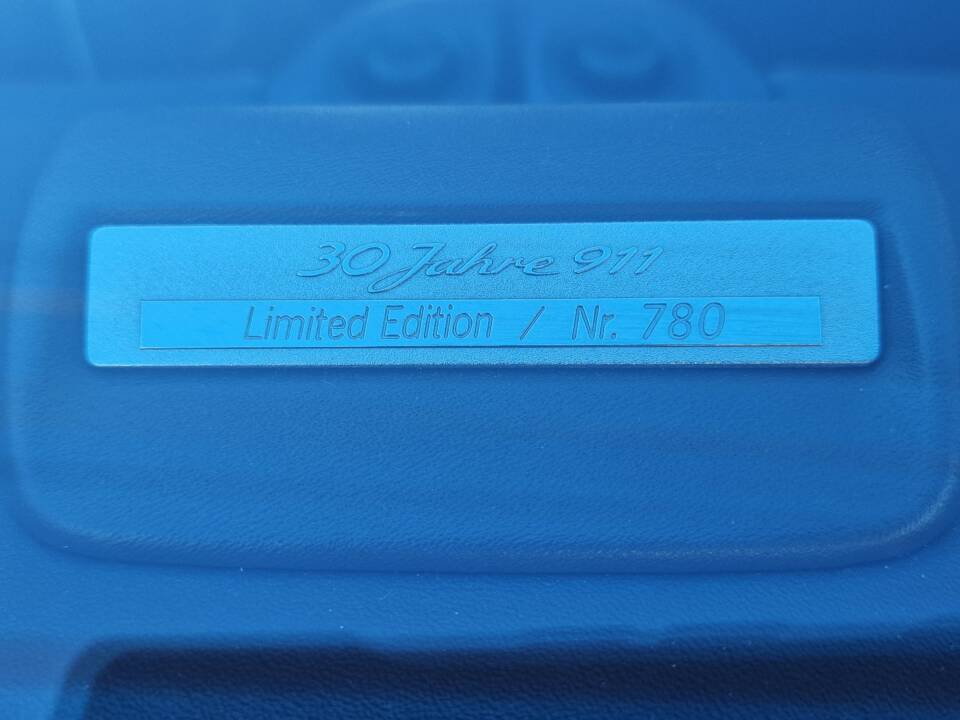 30 Jahre 911
Limited Edition / Nr. 780